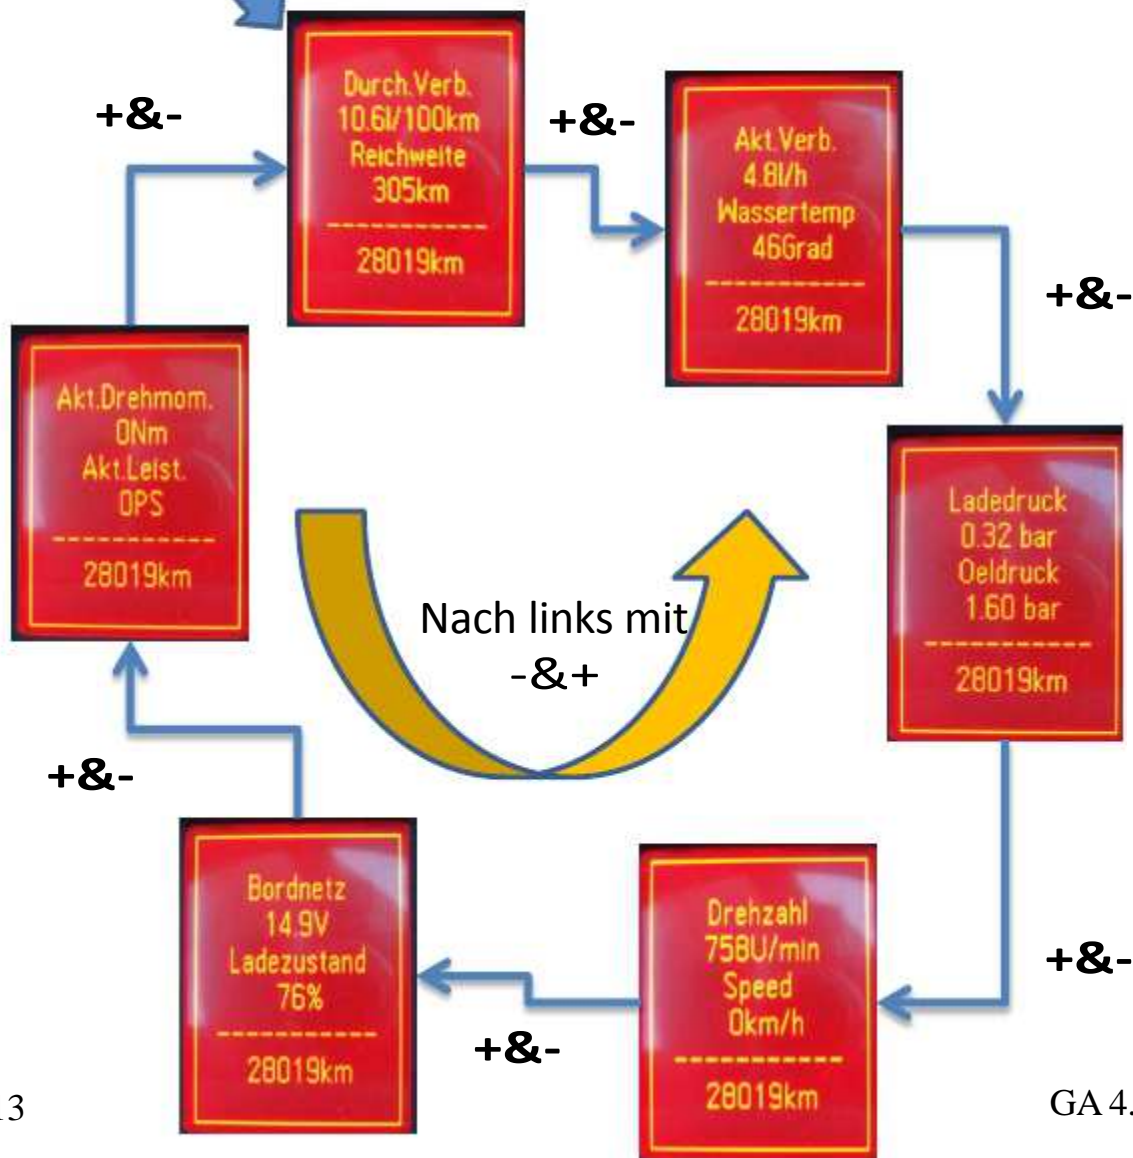 +&-
Durch.Verb.
10.6l/100km
Reichweite
305km
28019km
+&-
Akt.Verb.
4.8l/h
Wassertemp
46Grad
28019km
+&-
Ladedruck
0.32 bar
Oeldruck
1.60 bar
28019km
+&-
Drehzahl
758U/min
Speed
0km/h
28019km
+&-
Bordnetz
14.9V
Ladezustand
76%
28019km
+&-
Akt.Drehmom.
0Nm
Akt.Leist.
0PS
28019km
Nach links mit
-&+
13
GA 4.